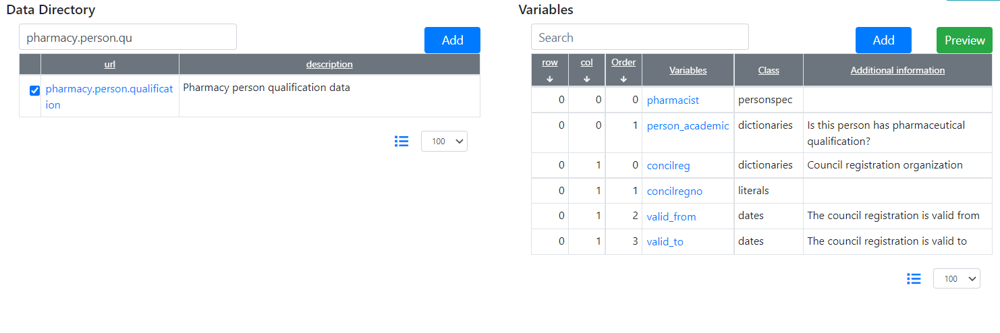 Data Directory
pharmacy.person.qu
Add
url description
pharmacy.person.qualificat Pharmacy person qualification data
ion
100
Variables
Search
Add Preview
row col Order Variables Class Additional information
0 0 0 pharmacist personspec
0 0 1 person_academic dictionaries Is this person has pharmaceutical
qualification?
0 1 0 concilreg dictionaries Council registration organization
0 1 1 concilregno literals
0 1 2 valid_from dates The council registration is valid from
0 1 3 valid_to dates The council registration is valid to
100